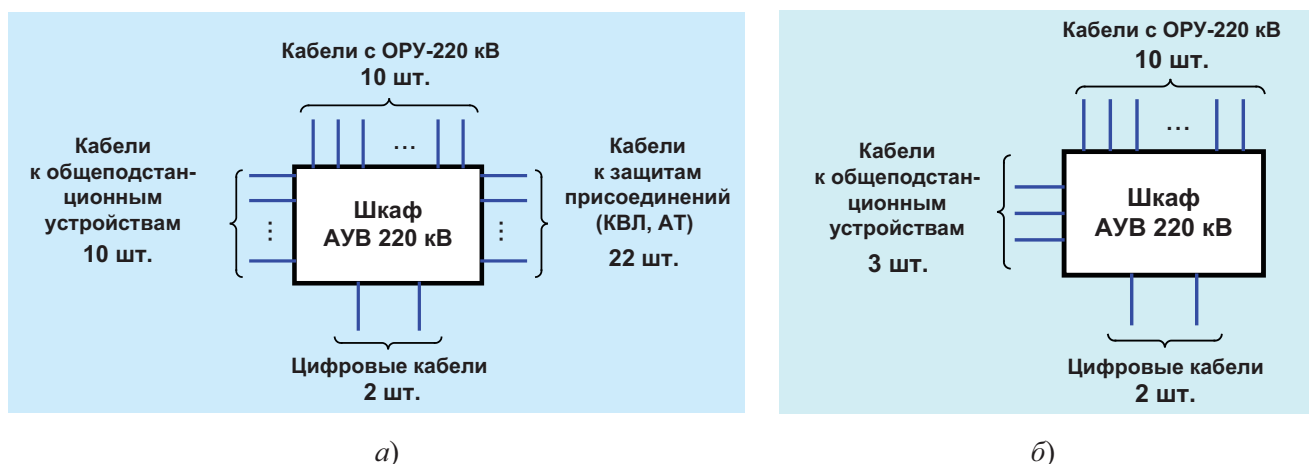 Кабели с ОРУ-220 кВ
10 шт.
Кабели
к общеподстан-
ционным
устройствам
10 шт.
...
Шкаф
АУВ 220 кВ
...
...
Кабели
к защитам
присоединений
(КВЛ, АТ)
22 шт.
Цифровые кабели
2 шт.
а)
Кабели с ОРУ-220 кВ
10 шт.
...
Кабели
к общеподстан-
ционным
устройствам
3 шт.
Шкаф
АУВ 220 кВ
Цифровые кабели
2 шт.
б)